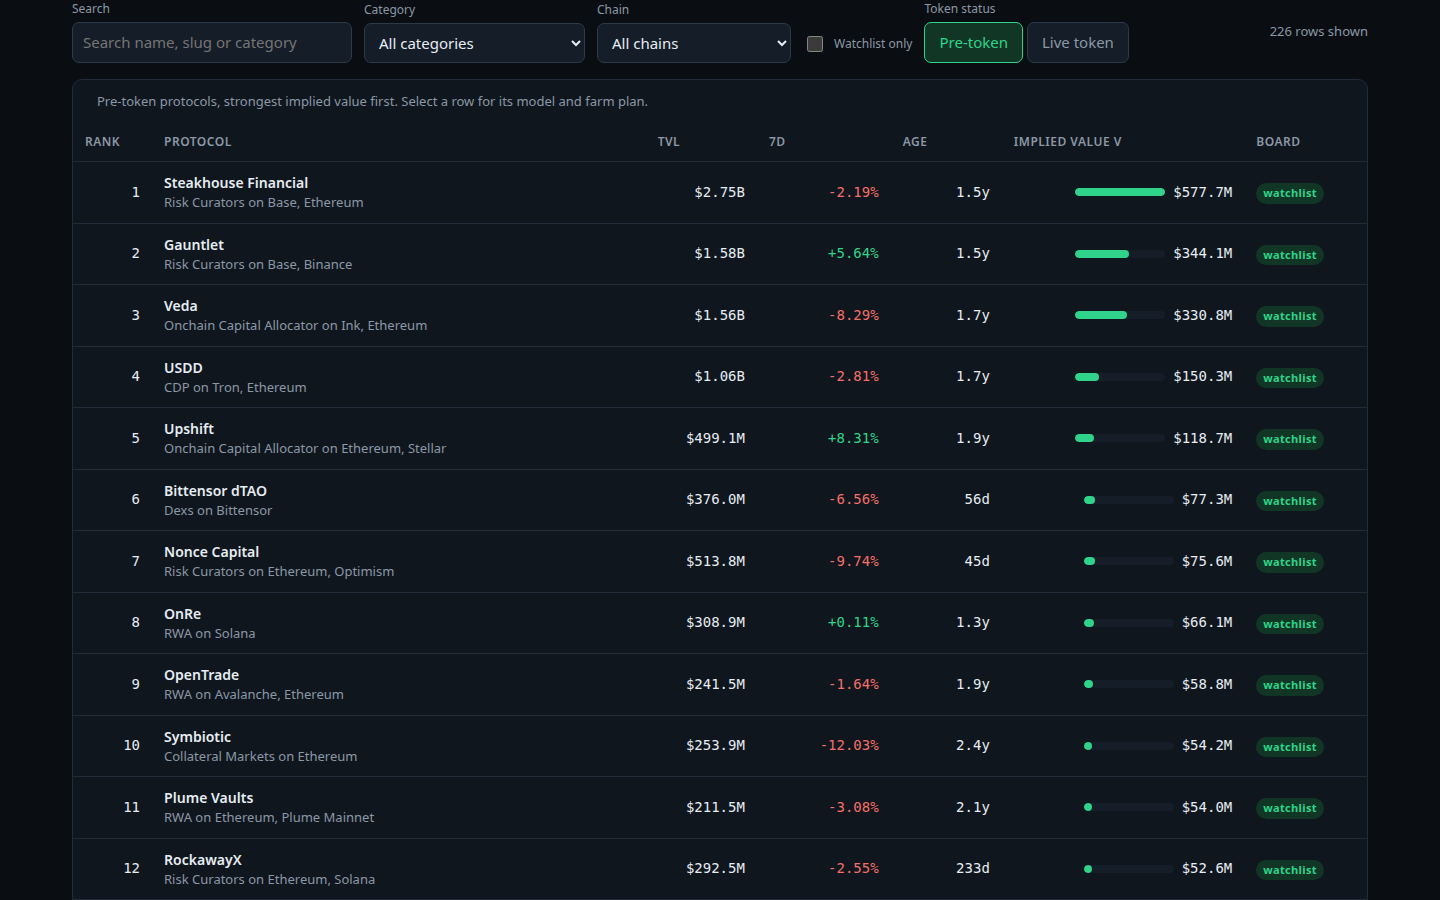 Search
Category
Chain
Token status
Search name, slug or category
All categories
All chains
Watchlist only
Pre-token
Live token
226 rows shown
Pre-token protocols, strongest implied value first. Select a row for its model and farm plan.
RANK PROTOCOL TVL 7D AGE IMPLIED VALUE V BOARD
1 Steakhouse Financial $2.75B -2.19% 1.5y $577.7M watchlist
Risk Curators on Base, Ethereum
2 Gauntlet $1.58B +5.64% 1.5y $344.1M watchlist
Risk Curators on Base, Binance
3 Veda $1.56B -8.29% 1.7y $330.8M watchlist
Onchain Capital Allocator on Ink, Ethereum
4 USDD $1.06B -2.81% 1.7y $150.3M watchlist
CDP on Tron, Ethereum
5 Upshift $499.1M +8.31% 1.9y $118.7M watchlist
Onchain Capital Allocator on Ethereum, Stellar
6 Bittensor dTAO $376.0M -6.56% 56d $77.3M watchlist
Dexs on Bittensor
7 Nonce Capital $513.8M -9.74% 45d $75.6M watchlist
Risk Curators on Ethereum, Optimism
8 OnRe $308.9M +0.11% 1.3y $66.1M watchlist
RWA on Solana
9 OpenTrade $241.5M -1.64% 1.9y $58.8M watchlist
RWA on Avalanche, Ethereum
10 Symbiotic $253.9M -12.03% 2.4y $54.2M watchlist
Collateral Markets on Ethereum
11 Plume Vaults $211.5M -3.08% 2.1y $54.0M watchlist
RWA on Ethereum, Plume Mainnet
12 RockawayX $292.5M -2.55% 233d $52.6M watchlist
Risk Curators on Ethereum, Solana